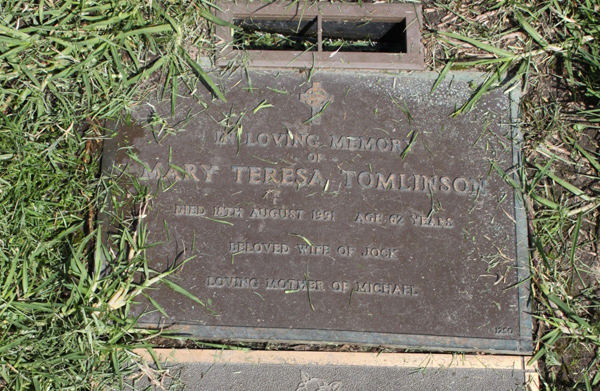 IN LOVING MEMORY
OF
MARY TERESA TOMLINSON
DIED AUGUST 1991 AGE 62 YEARS
BELOVED WIFE OF JOCK
LOVING MOTHER OF MICHAEL
1250